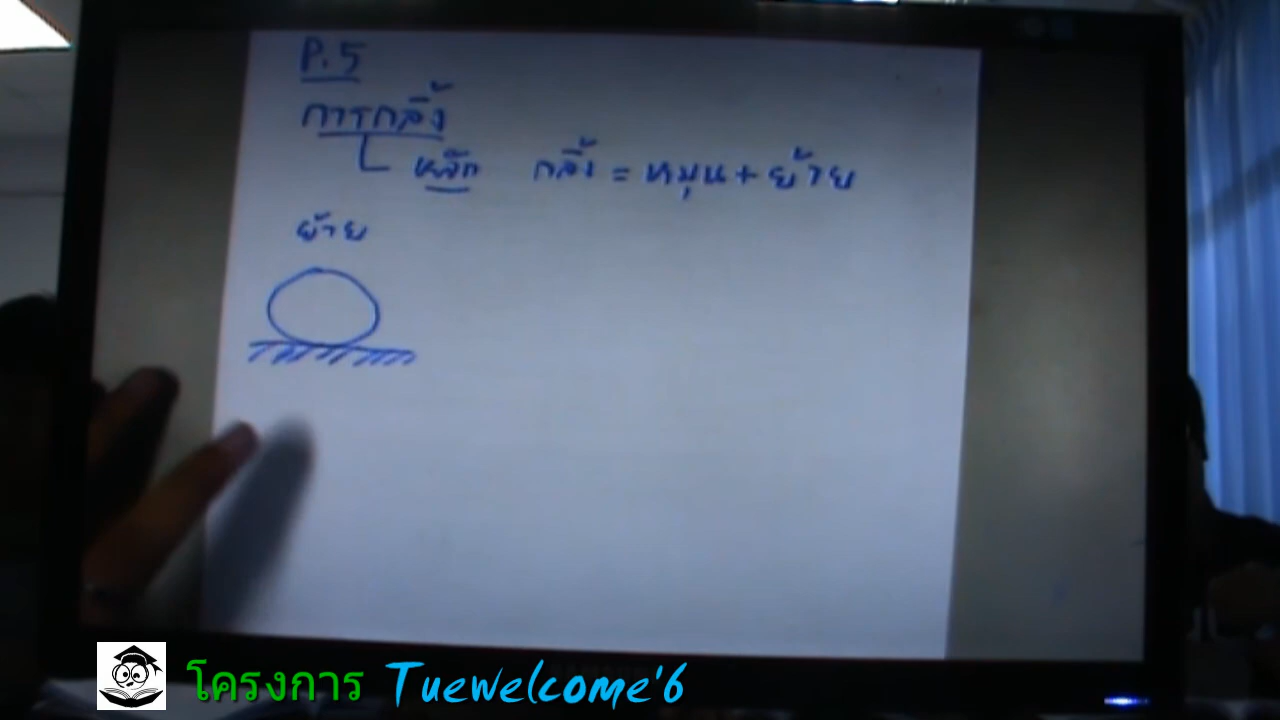 P.5
การกลิ้ง
หลัก กลิ้ง = หมุน + ย้าย
ย้าย
โครงการ Tuewelcome'6